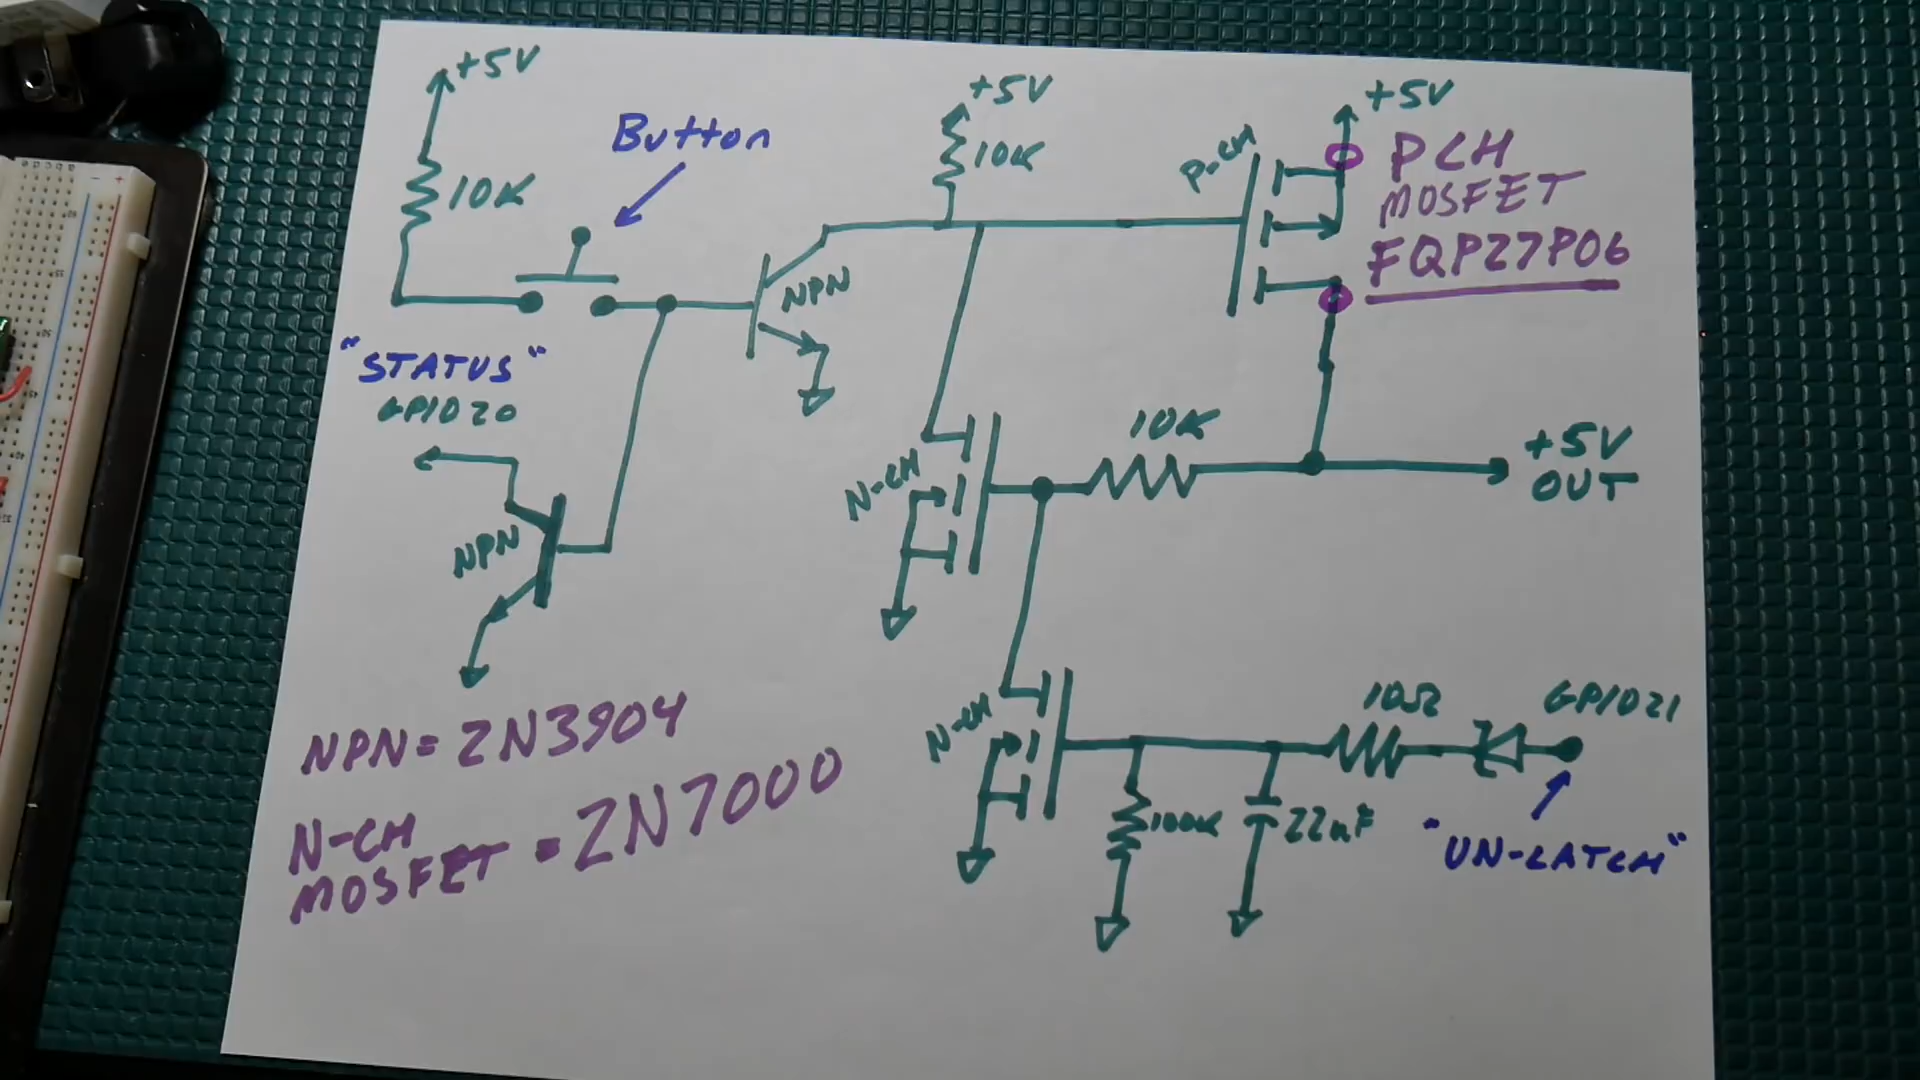 +5V
10K
Button
+5V
10K
NPN
P-CH
+5V
PCH
MOSFET
FQP27P06
"STATUS"
GPIO20
NPN
N-CH
10K
+5V
OUT
N-CH
10Ω
GPIO21
100K
22nF
"UN-LATCH"
NPN = 2N3904
N-CH
MOSFET = 2N7000